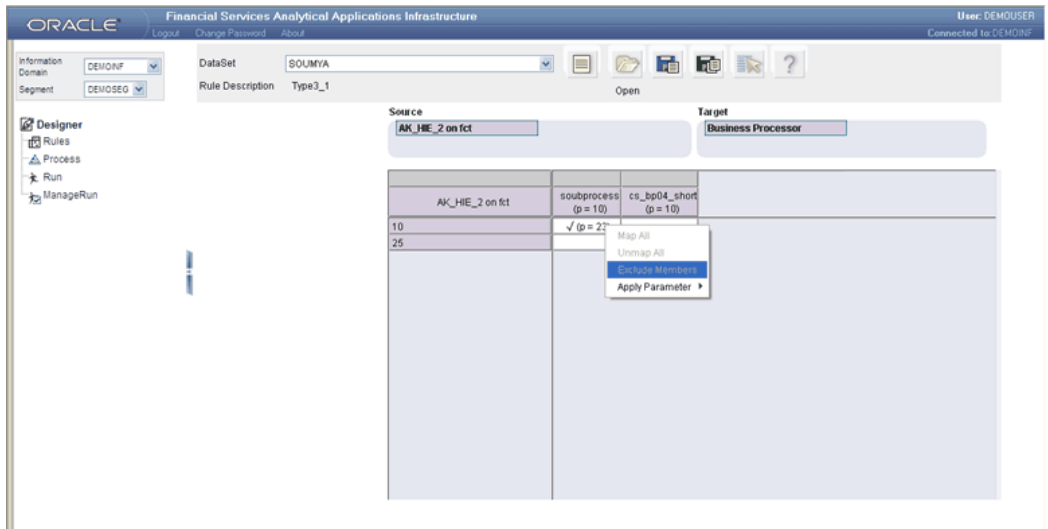 ORACLE
Financial Services Analytical Applications Infrastructure
User: DEMOUSER
Logout Change Password About
Connected to:DEMOINF
Information Domain
DEMOINF
DataSet
SOUMYA
Segment
DEMOSEG
Rule Description
Type3_1
Open
?
Designer
Rules
Process
Run
ManageRun
Source
Target
AK_HIE_2 on fct
Business Processor
AK_HIE_2 on fct
soubprocess (p = 10)
cs_bp04_short (p = 10)
10
√ (p = 23)
25
Map All
Unmap All
Exclude Members
Apply Parameter